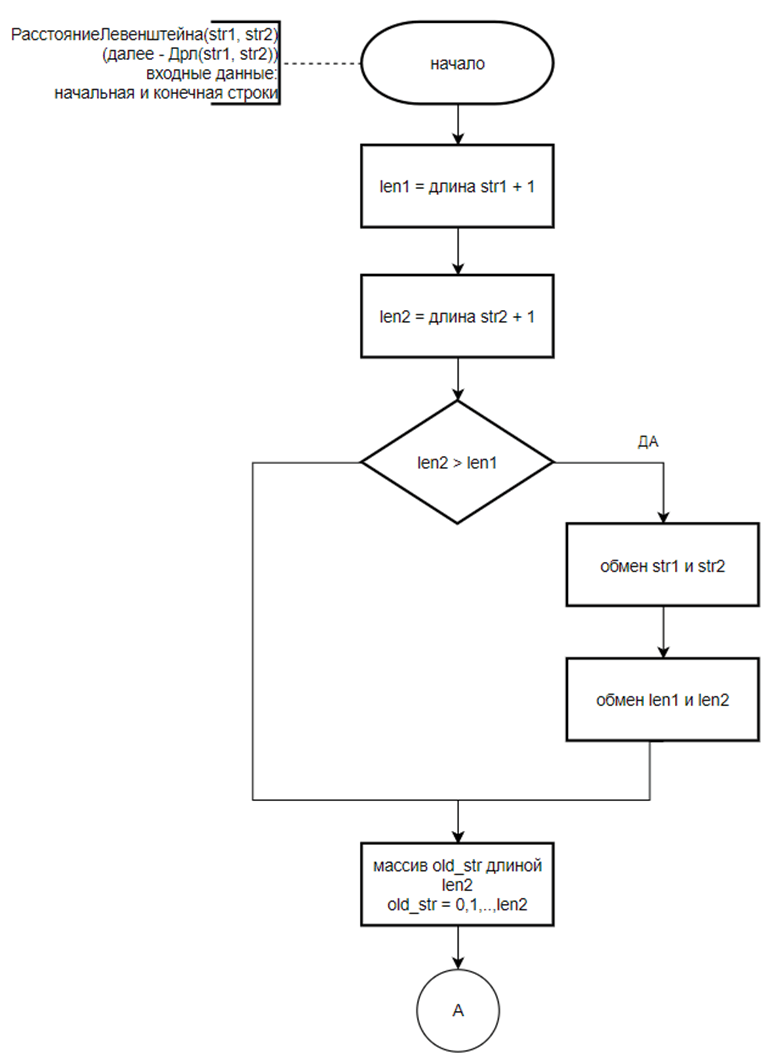 РасстояниеЛевенштейна(str1, str2)
(далее - Дрл(str1, str2))
входные данные:
начальная и конечная строки
начало
len1 = длина str1 + 1
len2 = длина str2 + 1
len2 > len1
ДА
обмен str1 и str2
обмен len1 и len2
массив old_str длиной
len2
old_str = 0,1,..,len2
А